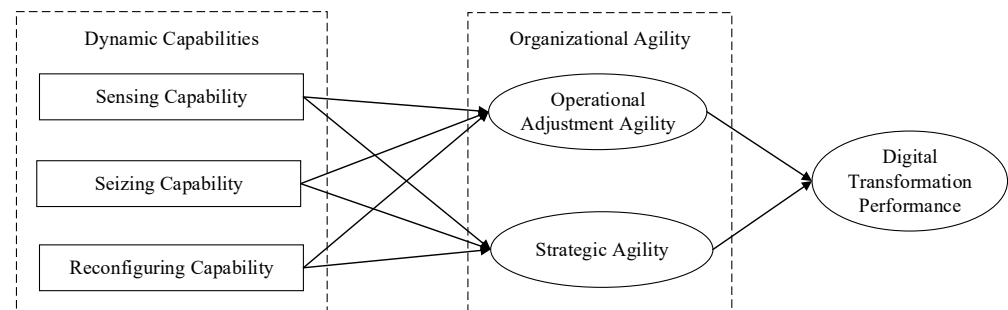 Dynamic Capabilities
Sensing Capability
Seizing Capability
Reconfiguring Capability
Organizational Agility
Operational
Adjustment Agility
Strategic Agility
Digital
Transformation
Performance